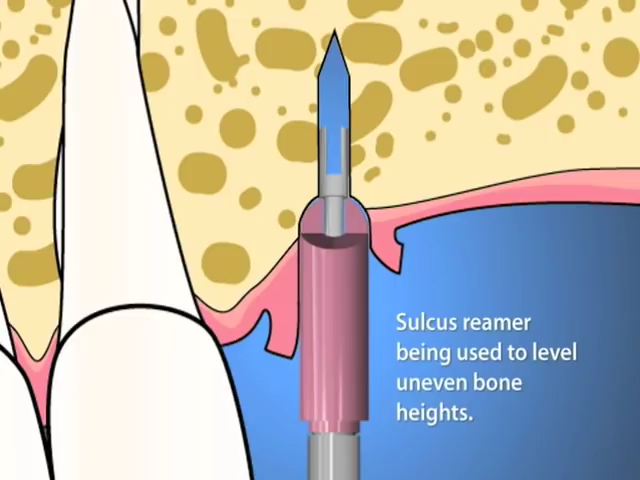 Sulcus reamer
being used to level
uneven bone
heights.